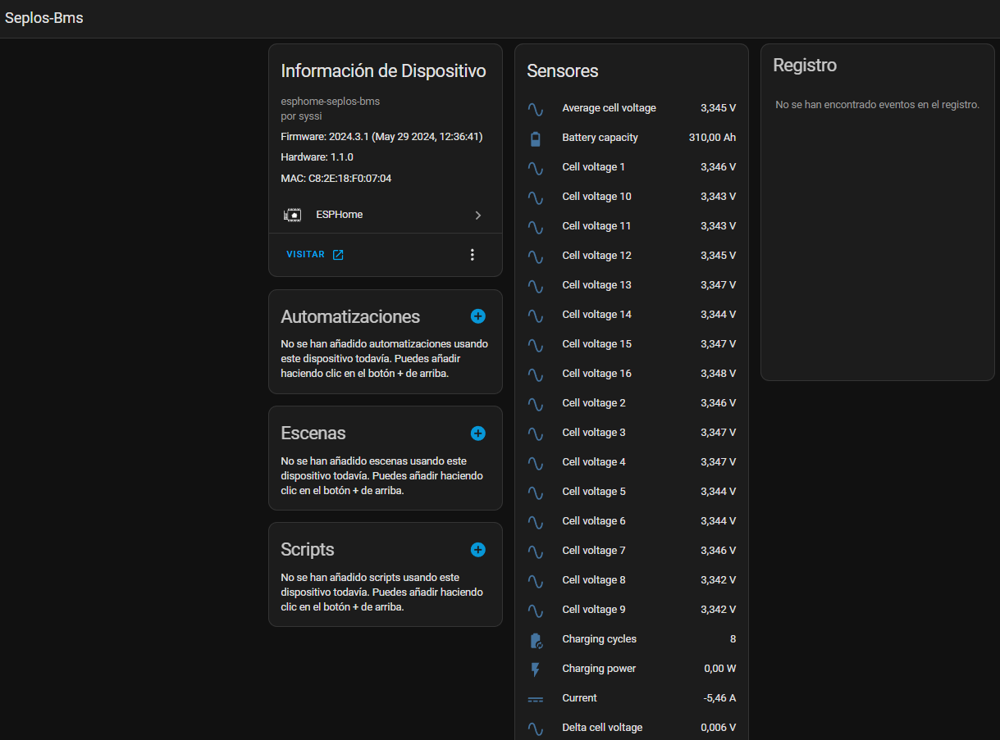 Seplos-Bms
Información de Dispositivo
esphome-seplos-bms
por syssi
Firmware: 2024.3.1 (May 29 2024, 12:36:41)
Hardware: 1.1.0
MAC: C8:2E:18:F0:07:04
ESPHome
VISITAR
Automatizaciones
No se han añadido automatizaciones usando
este dispositivo todavía. Puedes añadir
haciendo clic en el botón + de arriba.
Escenas
No se han añadido escenas usando este
dispositivo todavía. Puedes añadir haciendo
clic en el botón + de arriba.
Scripts
No se han añadido scripts usando este
dispositivo todavía. Puedes añadir haciendo
clic en el botón + de arriba.
Sensores
Average cell voltage 3,345 V
Battery capacity 310,00 Ah
Cell voltage 1 3,346 V
Cell voltage 10 3,343 V
Cell voltage 11 3,343 V
Cell voltage 12 3,345 V
Cell voltage 13 3,347 V
Cell voltage 14 3,344 V
Cell voltage 15 3,347 V
Cell voltage 16 3,348 V
Cell voltage 2 3,346 V
Cell voltage 3 3,347 V
Cell voltage 4 3,347 V
Cell voltage 5 3,344 V
Cell voltage 6 3,344 V
Cell voltage 7 3,346 V
Cell voltage 8 3,342 V
Cell voltage 9 3,342 V
Charging cycles 8
Charging power 0,00 W
Current -5,46 A
Delta cell voltage 0,006 V
Registro
No se han encontrado eventos en el registro.